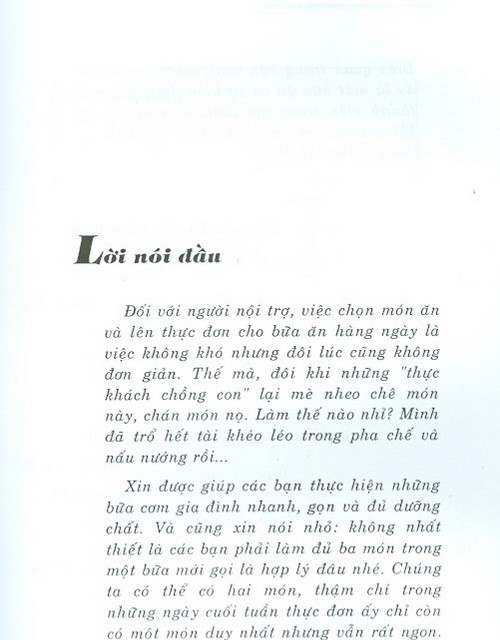 Lời nói đầu
Đối với người nội trợ, việc chọn món ăn
và lên thực đơn cho bữa ăn hàng ngày là
việc không khó nhưng đôi lúc cũng không
đơn giản. Thế mà, đôi khi những "thực
khách chồng con" lại mè nheo chê món
này, chán món nọ. Làm thế nào nhỉ? Mình
đã trổ hết tài khéo léo trong pha chế và
nấu nướng rồi...
Xin được giúp các bạn thực hiện những
bữa cơm gia đình nhanh, gọn và đủ dưỡng
chất. Và cũng xin nói nhỏ: không nhất
thiết là các bạn phải làm đủ ba món trong
một bữa mới gọi là hợp lý đâu nhé. Chúng
ta có thể có hai món, thậm chí trong
những ngày cuối tuần thực đơn ấy chỉ còn
có một món duy nhất nhưng vẫn rất ngon.